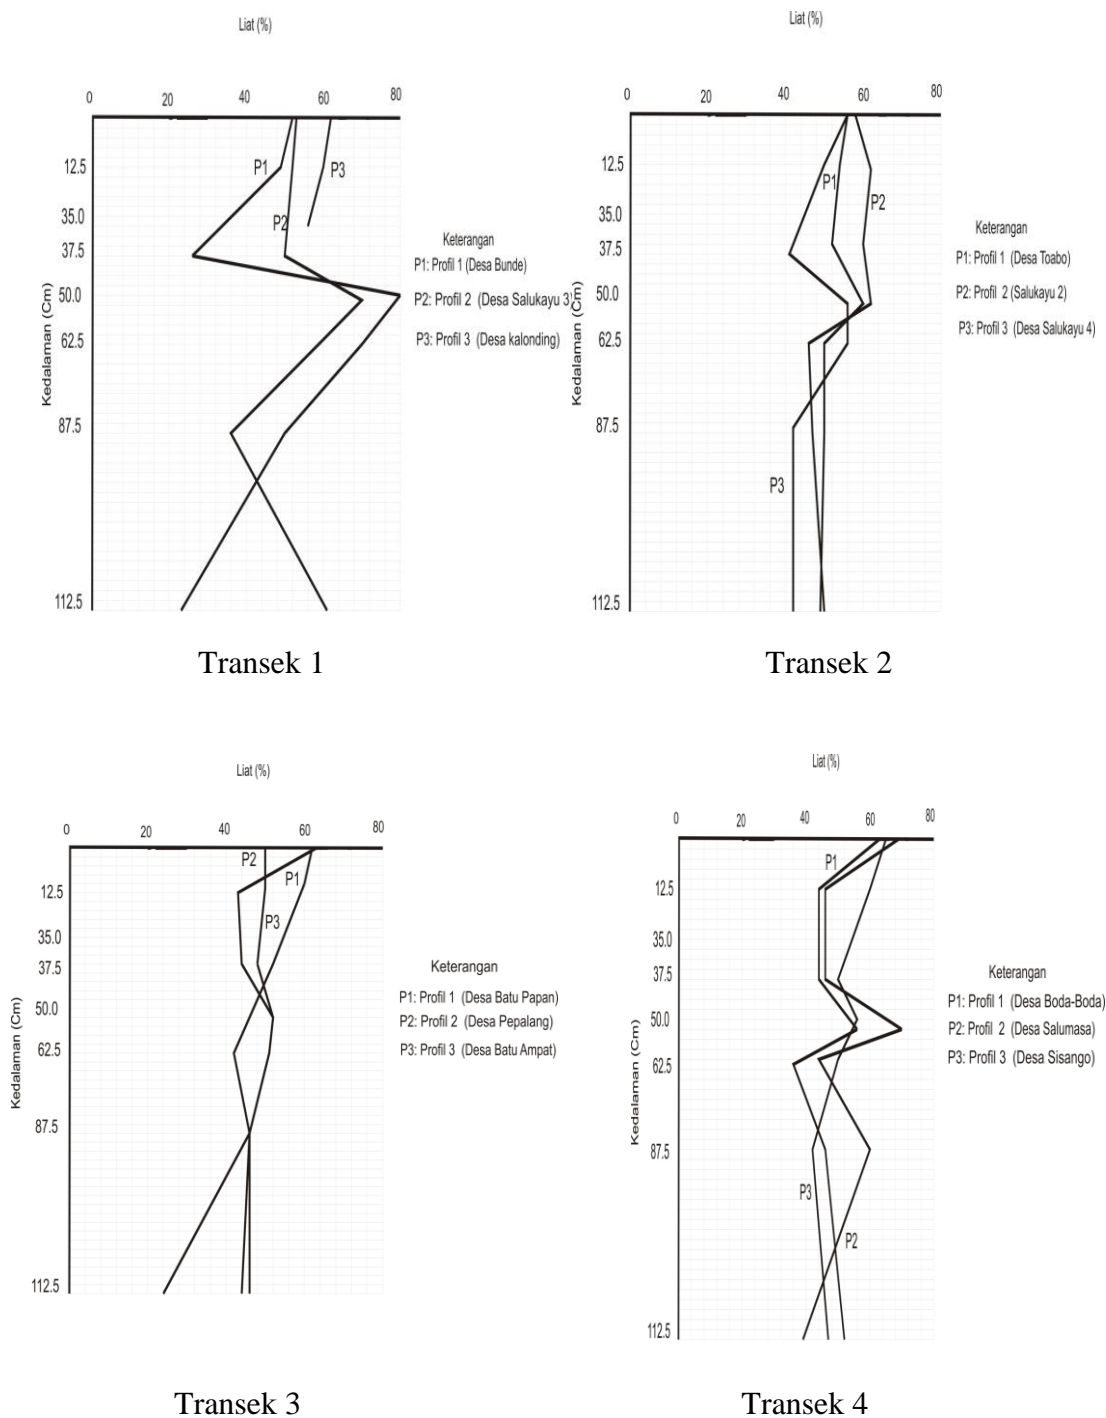 Liat (%)
0 20 40 60 80
12.5
35.0
37.5
50.0
62.5
87.5
112.5
Kedalaman (Cm)
P1
P3
P2
Keterangan
P1: Profil 1 (Desa Bunde)
P2: Profil 2 (Desa Salukayu 3)
P3: Profil 3 (Desa kalonding)
Transek 1
Liat (%)
0 20 40 60 80
12.5
35.0
37.5
50.0
62.5
87.5
112.5
Kedalaman (Cm)
P1
P2
P3
Keterangan
P1: Profil 1 (Desa Toabo)
P2: Profil 2 (Salukayu 2)
P3: Profil 3 (Desa Salukayu 4)
Transek 2
Liat (%)
0 20 40 60 80
12.5
35.0
37.5
50.0
62.5
87.5
112.5
Kedalaman (Cm)
P2
P1
P3
Keterangan
P1: Profil 1 (Desa Batu Papan)
P2: Profil 2 (Desa Pepalang)
P3: Profil 3 (Desa Batu Ampat)
Transek 3
Liat (%)
0 20 40 60 80
12.5
35.0
37.5
50.0
62.5
87.5
112.5
Kedalaman (Cm)
P1
P3
P2
Keterangan
P1: Profil 1 (Desa Boda-Boda)
P2: Profil 2 (Desa Salumasa)
P3: Profil 3 (Desa Sisango)
Transek 4